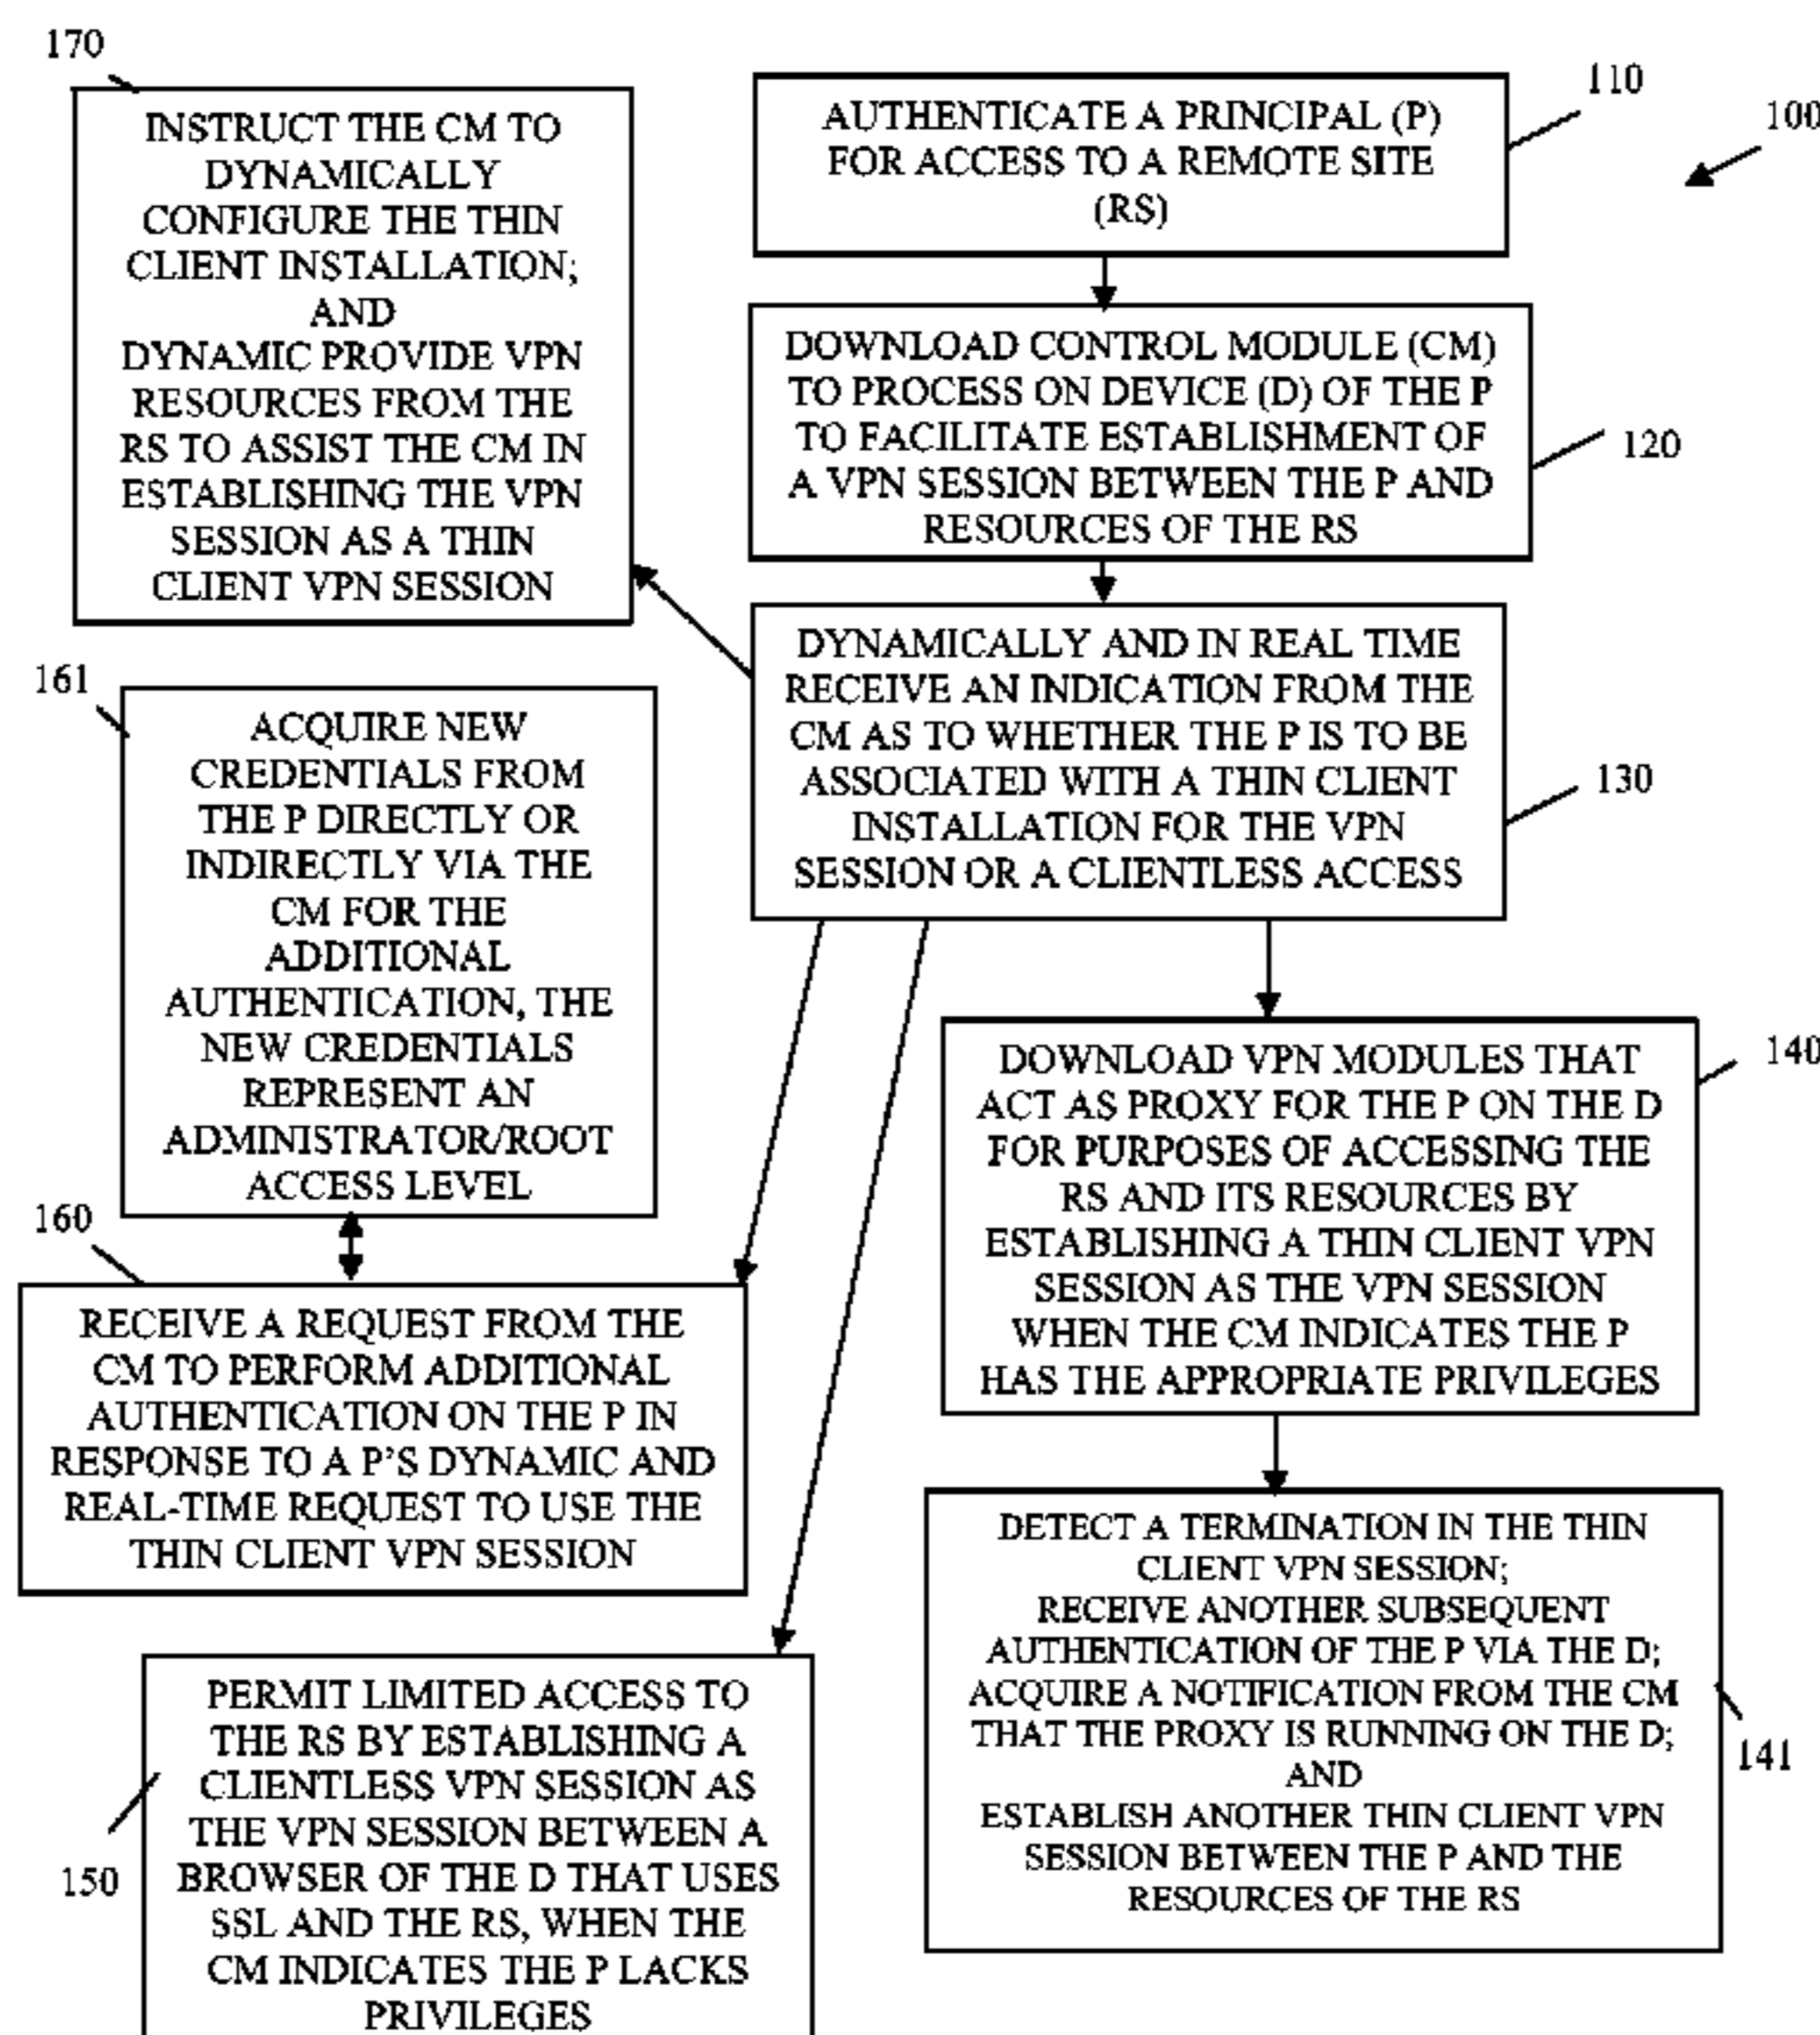 170
INSTRUCT THE CM TO
DYNAMICALLY
CONFIGURE THE THIN
CLIENT INSTALLATION;
AND
DYNAMIC PROVIDE VPN
RESOURCES FROM THE
RS TO ASSIST THE CM IN
ESTABLISHING THE VPN
SESSION AS A THIN
CLIENT VPN SESSION
AUTHENTICATE A PRINCIPAL (P)
FOR ACCESS TO A REMOTE SITE
(RS)
110
100
DOWNLOAD CONTROL MODULE (CM)
TO PROCESS ON DEVICE (D) OF THE P
TO FACILITATE ESTABLISHMENT OF
A VPN SESSION BETWEEN THE P AND
RESOURCES OF THE RS
120
DYNAMICALLY AND IN REAL TIME
RECEIVE AN INDICATION FROM THE
CM AS TO WHETHER THE P IS TO BE
ASSOCIATED WITH A THIN CLIENT
INSTALLATION FOR THE VPN
SESSION OR A CLIENTLESS ACCESS
130
161
ACQUIRE NEW
CREDENTIALS FROM
THE P DIRECTLY OR
INDIRECTLY VIA THE
CM FOR THE
ADDITIONAL
AUTHENTICATION, THE
NEW CREDENTIALS
REPRESENT AN
ADMINISTRATOR/ROOT
ACCESS LEVEL
160
RECEIVE A REQUEST FROM THE
CM TO PERFORM ADDITIONAL
AUTHENTICATION ON THE P IN
RESPONSE TO A P'S DYNAMIC AND
REAL-TIME REQUEST TO USE THE
THIN CLIENT VPN SESSION
DOWNLOAD VPN MODULES THAT
ACT AS PROXY FOR THE P ON THE D
FOR PURPOSES OF ACCESSING THE
RS AND ITS RESOURCES BY
ESTABLISHING A THIN CLIENT VPN
SESSION AS THE VPN SESSION
WHEN THE CM INDICATES THE P
HAS THE APPROPRIATE PRIVILEGES
140
DETECT A TERMINATION IN THE THIN
CLIENT VPN SESSION;
RECEIVE ANOTHER SUBSEQUENT
AUTHENTICATION OF THE P VIA THE D;
ACQUIRE A NOTIFICATION FROM THE CM
THAT THE PROXY IS RUNNING ON THE D;
AND
ESTABLISH ANOTHER THIN CLIENT VPN
SESSION BETWEEN THE P AND THE
RESOURCES OF THE RS
141
PERMIT LIMITED ACCESS TO
THE RS BY ESTABLISHING A
CLIENTLESS VPN SESSION AS
THE VPN SESSION BETWEEN A
BROWSER OF THE D THAT USES
SSL AND THE RS, WHEN THE
CM INDICATES THE P LACKS
PRIVILEGES
150